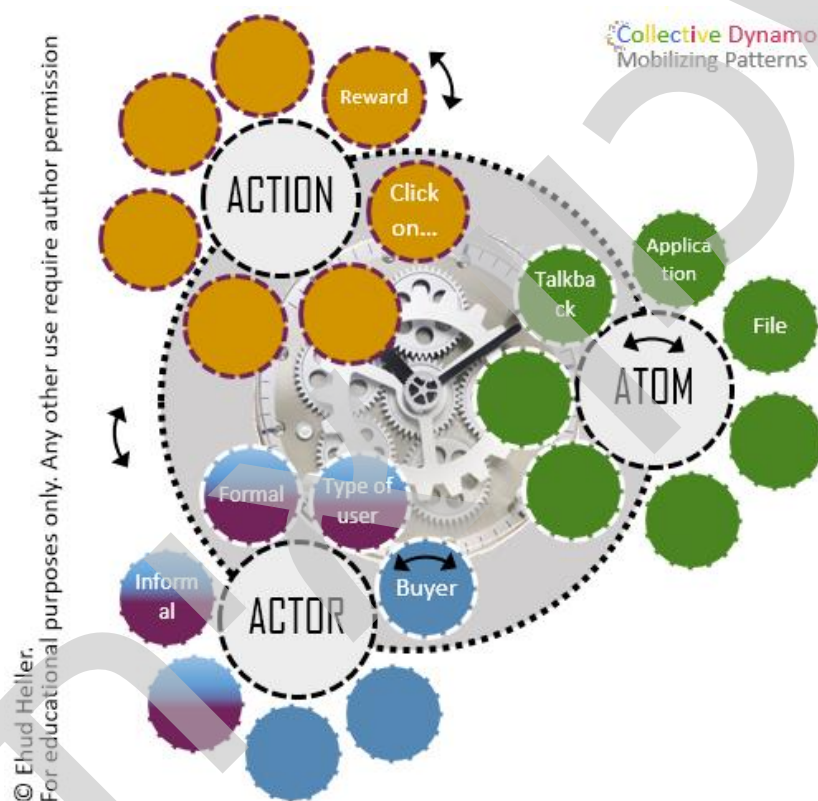 Collective Dynamo
Mobilizing Patterns
Reward
ACTION
Click
on...
Talkba
ck
Applica
tion
File
ATOM
Formal
Type of
user
Inform
al
ACTOR
Buyer
© Ehud Heller.
For educational purposes only. Any other use require author permission